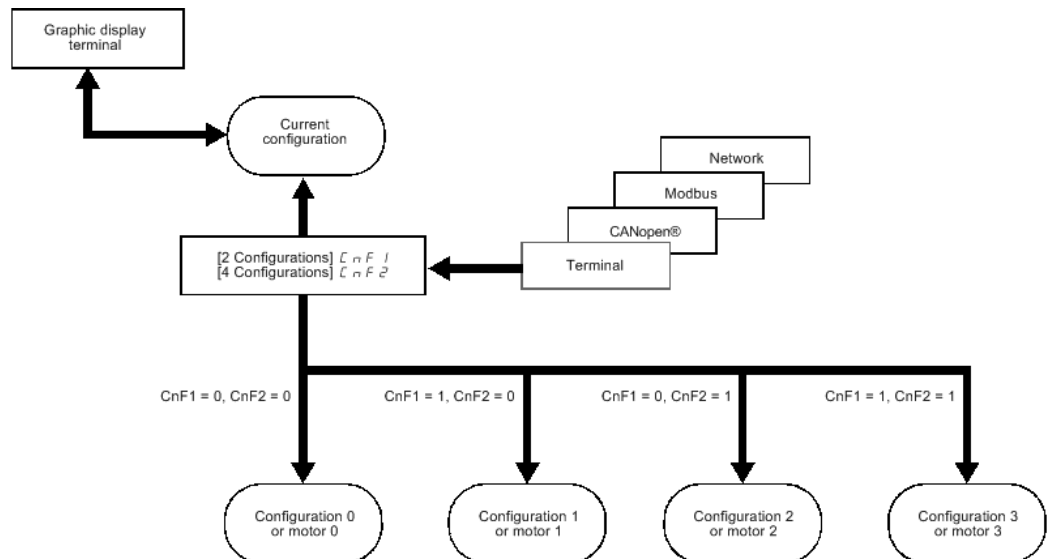 Graphic display
terminal
Current
configuration
Network
Modbus
CANopen®
Terminal
[2 Configurations] CnF1
[4 Configurations] CnF2
CnF1 = 0, CnF2 = 0
CnF1 = 1, CnF2 = 0
CnF1 = 0, CnF2 = 1
CnF1 = 1, CnF2 = 1
Configuration 0
or motor 0
Configuration 1
or motor 1
Configuration 2
or motor 2
Configuration 3
or motor 3